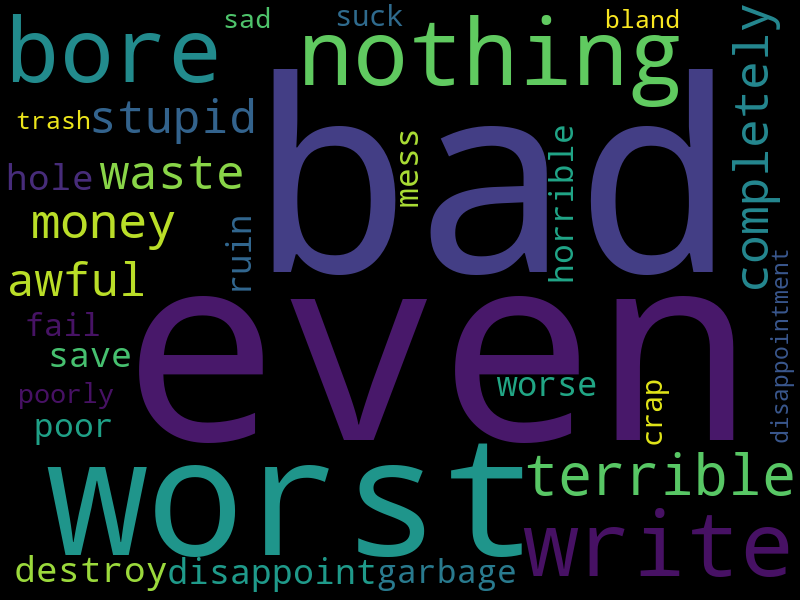 sad suck bland
bore nothing completely
trash stupid bad mess horrible
hole waste
money ruin
awful disappointment
fail even
save
poorly worse crap
poor
worst terrible
write
destroy disappoint garbage